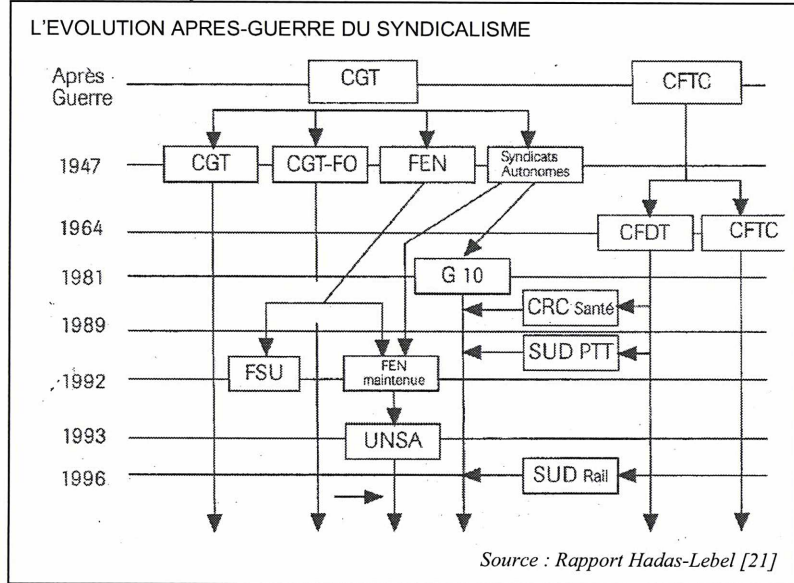 L'EVOLUTION APRES-GUERRE DU SYNDICALISME
Après
Guerre
CGT
CFTC
1947
CGT
CGT-FO
FEN
Syndicats
Autonomes
1964
CFDT
CFTC
1981
G 10
CRC Santé
1989
SUD PTT
1992
FSU
FEN
maintenue
1993
UNSA
1996
SUD Rail
Source : Rapport Hadas-Lebel [21]